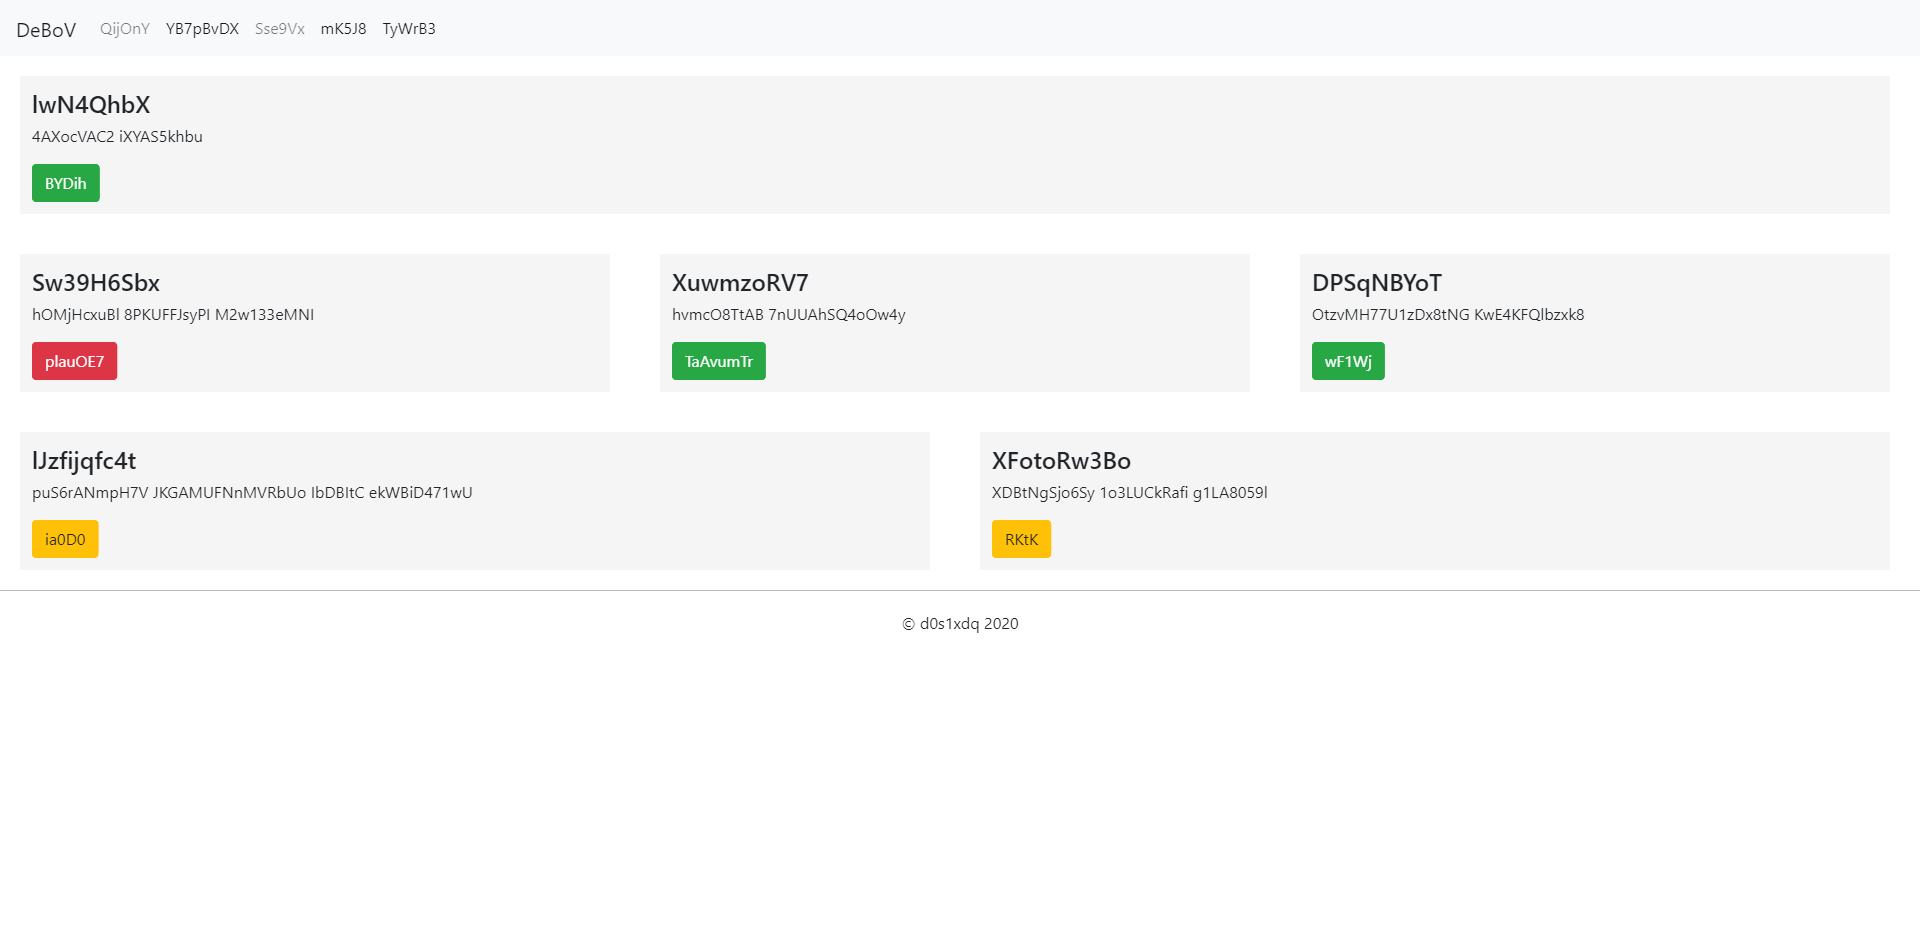 DeBoV QijOnY YB7pBvDX Sse9Vx mK5J8 TyWrB3
lwN4QhbX
4AXocVAC2 iXYAS5khbu
BYDih
Sw39H6Sbx XuwmzoRV7 DPSqNBYoT
hOMjHcxuBl 8PKUFFJsyPI M2w133eMNI hvmcO8TtAB 7nUUAhSQ4oOw4y OtzvMH77U1zDx8tNG KwE4KFQlbzxk8
plauOE7 TaAvumTr wF1Wj
lJzfijqfc4t XFotoRw3Bo
puS6rANmpH7V JKGAMUFNnMVRbUo IbDBItC ekWBiD471wU XDBtNgSjo6Sy 1o3LUCkRafi g1LA8059l
ia0D0 RKtK
© d0s1xdq 2020